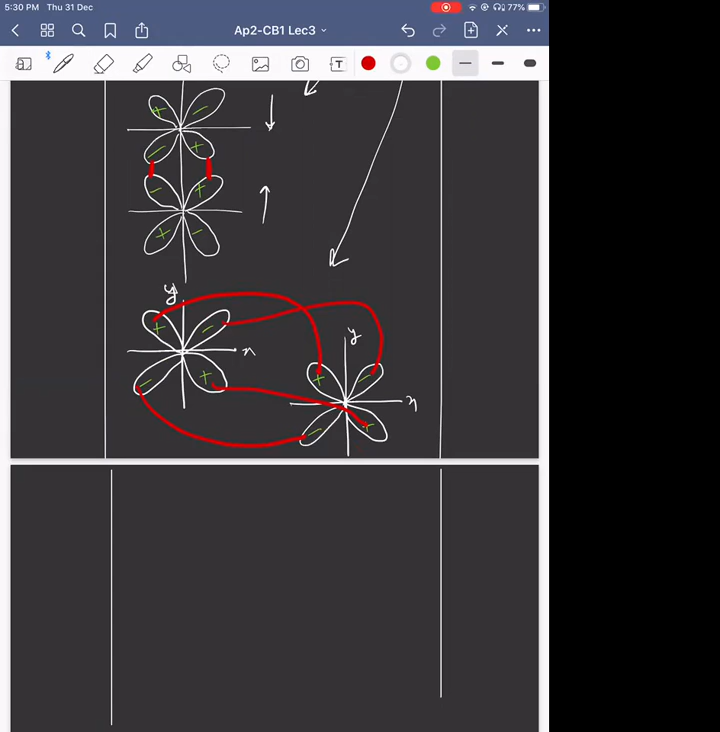 5:30 PM Thu 31 Dec
77%
Ap2-CB1 Lec3
T
+ −
− +
− +
+ −
y
+ −
x
− +
y
+ −
x
− +